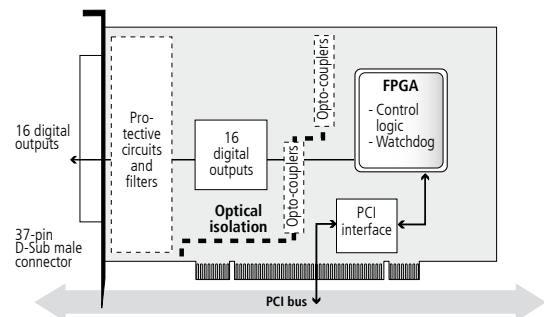 16 digital
outputs
37-pin
D-Sub male
connector
Pro-
tective
circuits
and
filters
16
digital
outputs
Optical
isolation
Opto-couplers
Opto-couplers
FPGA
- Control
logic
- Watchdog
PCI
interface
PCI bus